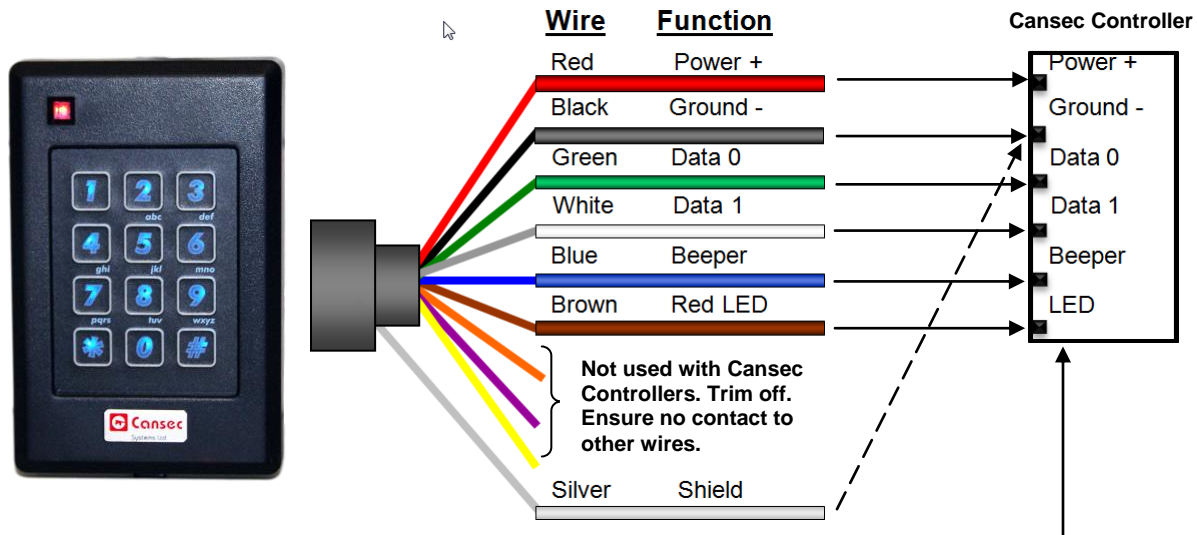 Wire Function
Cansec Controller
Red Power +
Black Ground -
Green Data 0
White Data 1
Blue Beeper
Brown Red LED
Not used with Cansec
Controllers. Trim off.
Ensure no contact to
other wires.
Silver Shield
Power +
Ground -
Data 0
Data 1
Beeper
LED
1 2 3
abc def
4 5 6
ghi jkl mno
7 8 9
pqrs tuv wxyz
* 0 #
Cansec
Systems Ltd.